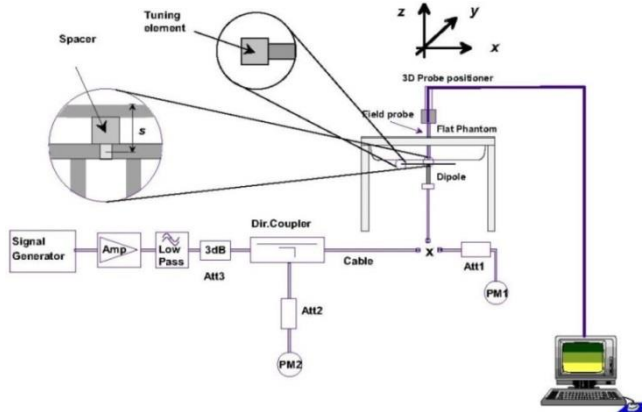 Tuning
element
Spacer
s
z
y
x
3D Probe positioner
Field probe
Flat Phantom
Dipole
Dir.Coupler
Signal
Generator
Amp
Low
Pass
3dB
Att3
Cable
X
Att1
PM1
Att2
PM2